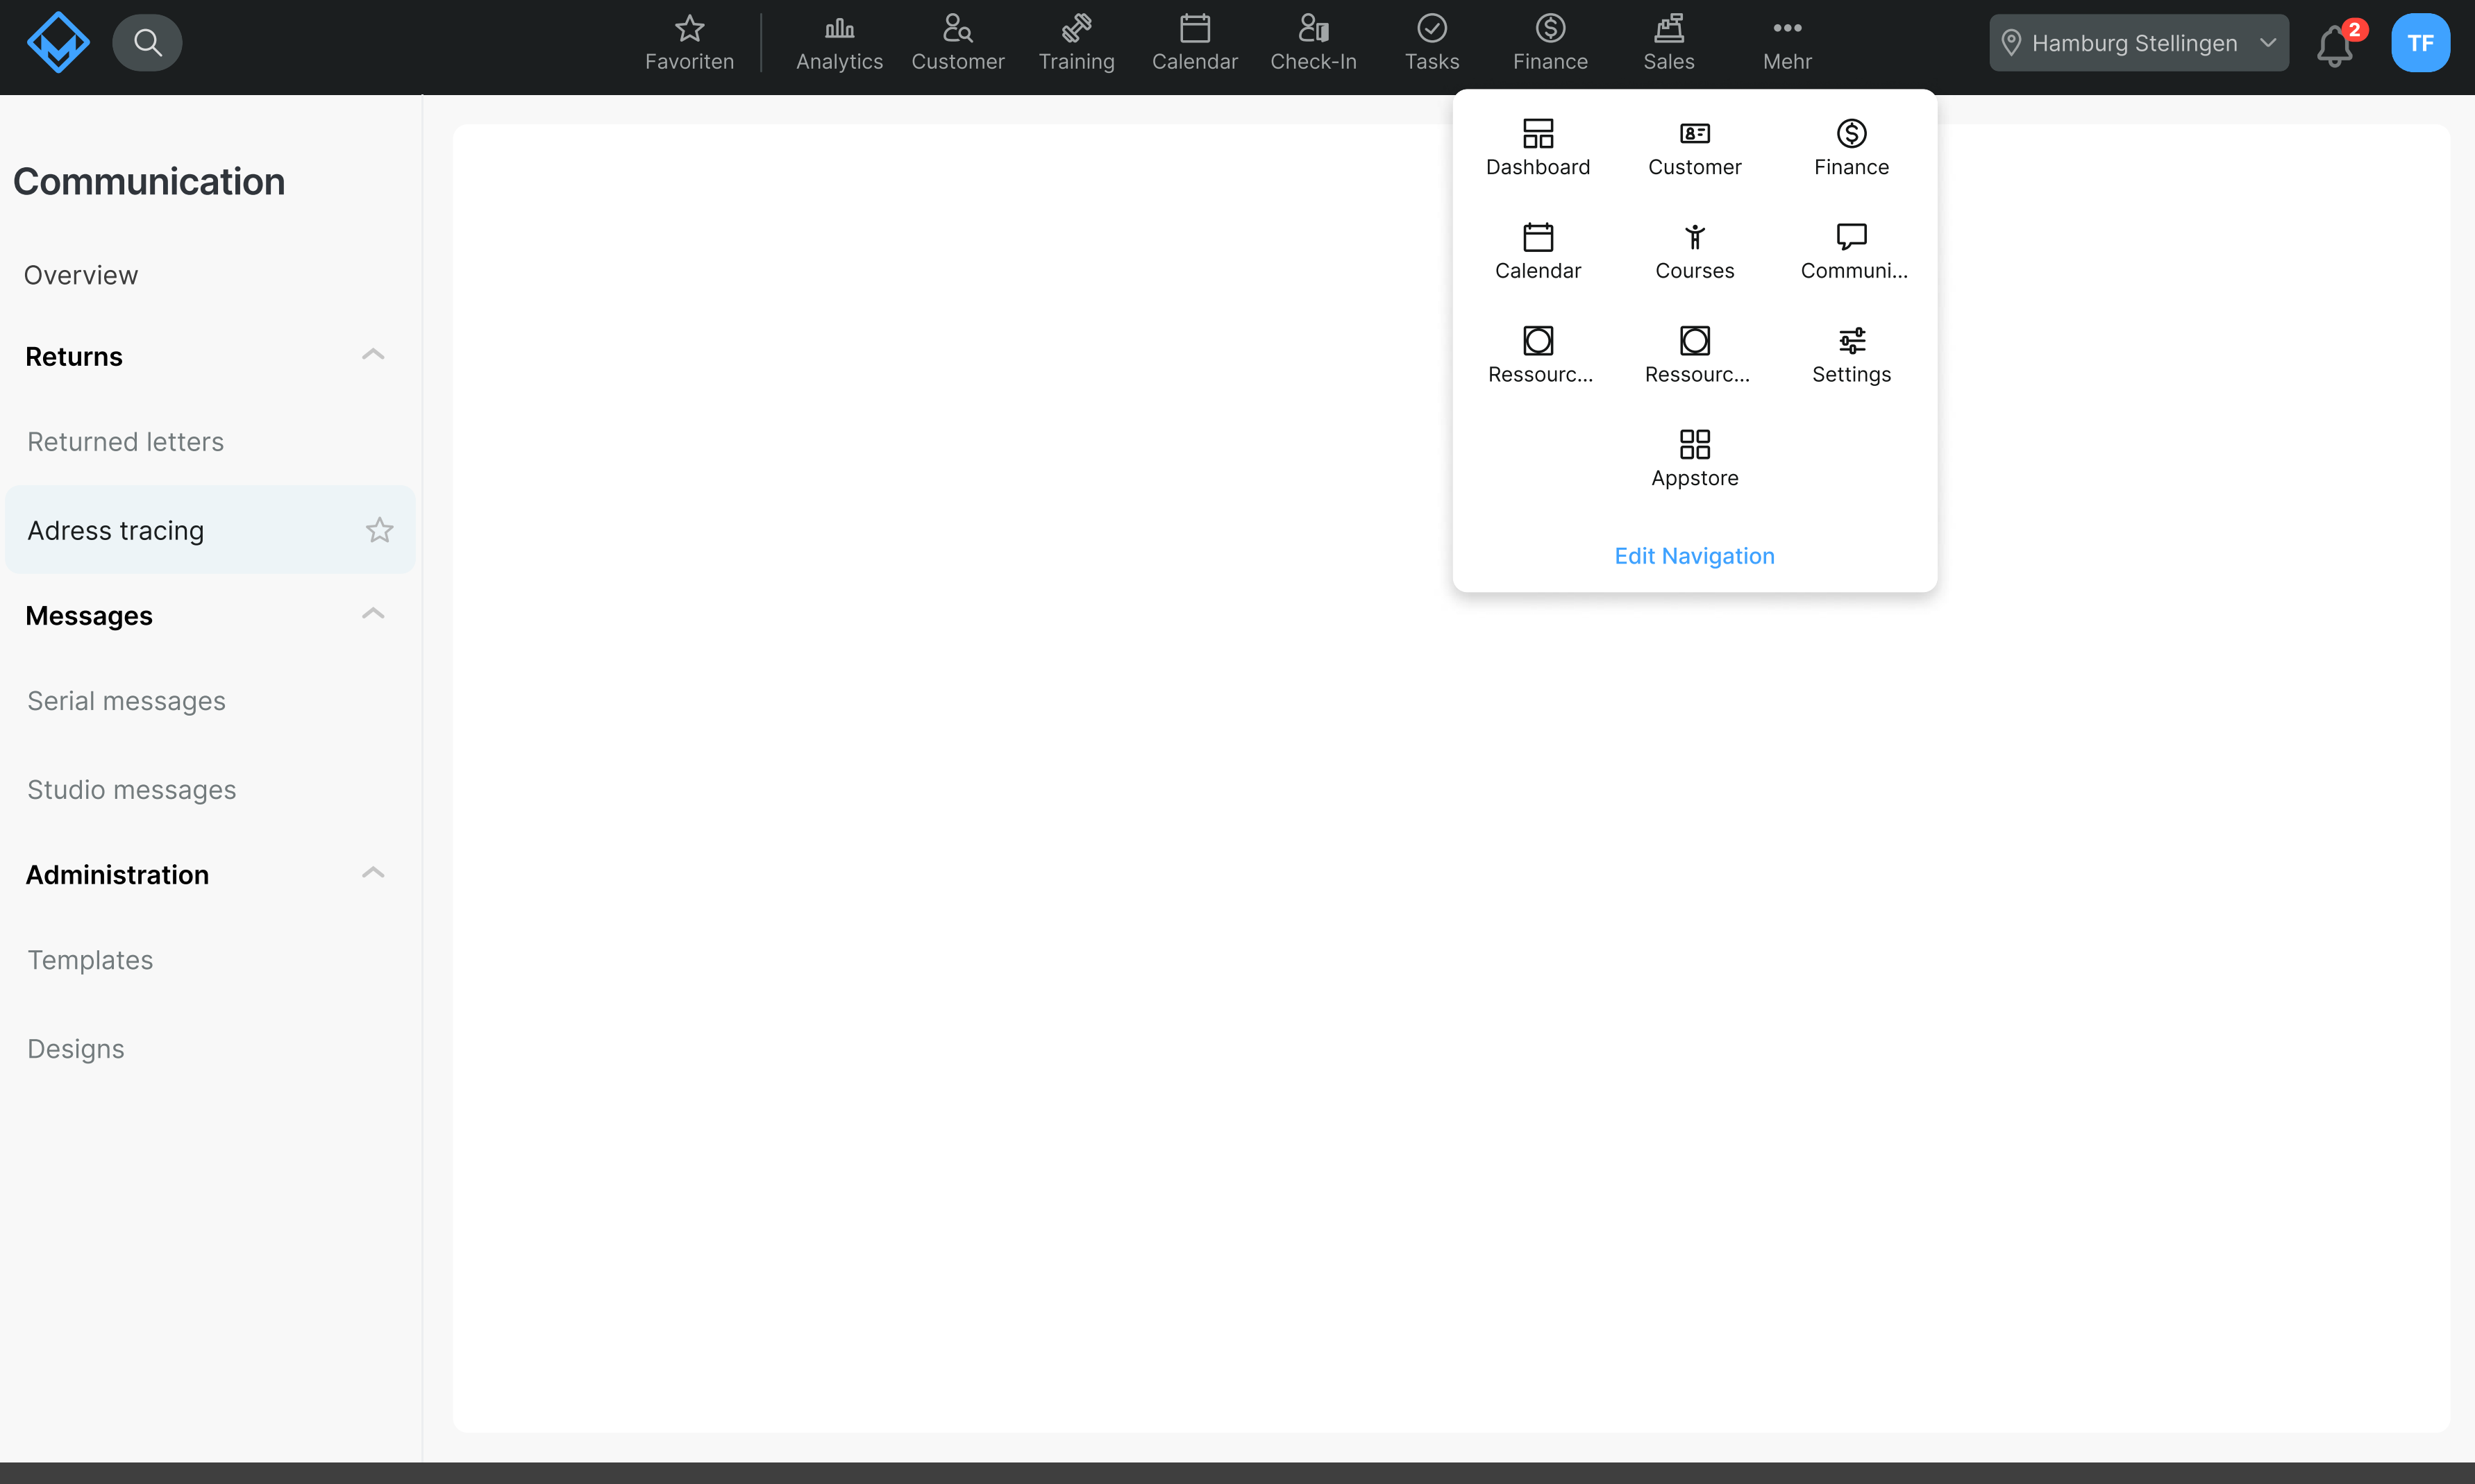 Favoriten
Analytics
Customer
Training
Calendar
Check-In
Tasks
Finance
Sales
Mehr
Hamburg Stellingen
2
TF
Communication
Overview
Returns
Returned letters
Adress tracing
Messages
Serial messages
Studio messages
Administration
Templates
Designs
Dashboard
Customer
Finance
Calendar
Courses
Communi...
Ressourc...
Ressourc...
Settings
Appstore
Edit Navigation